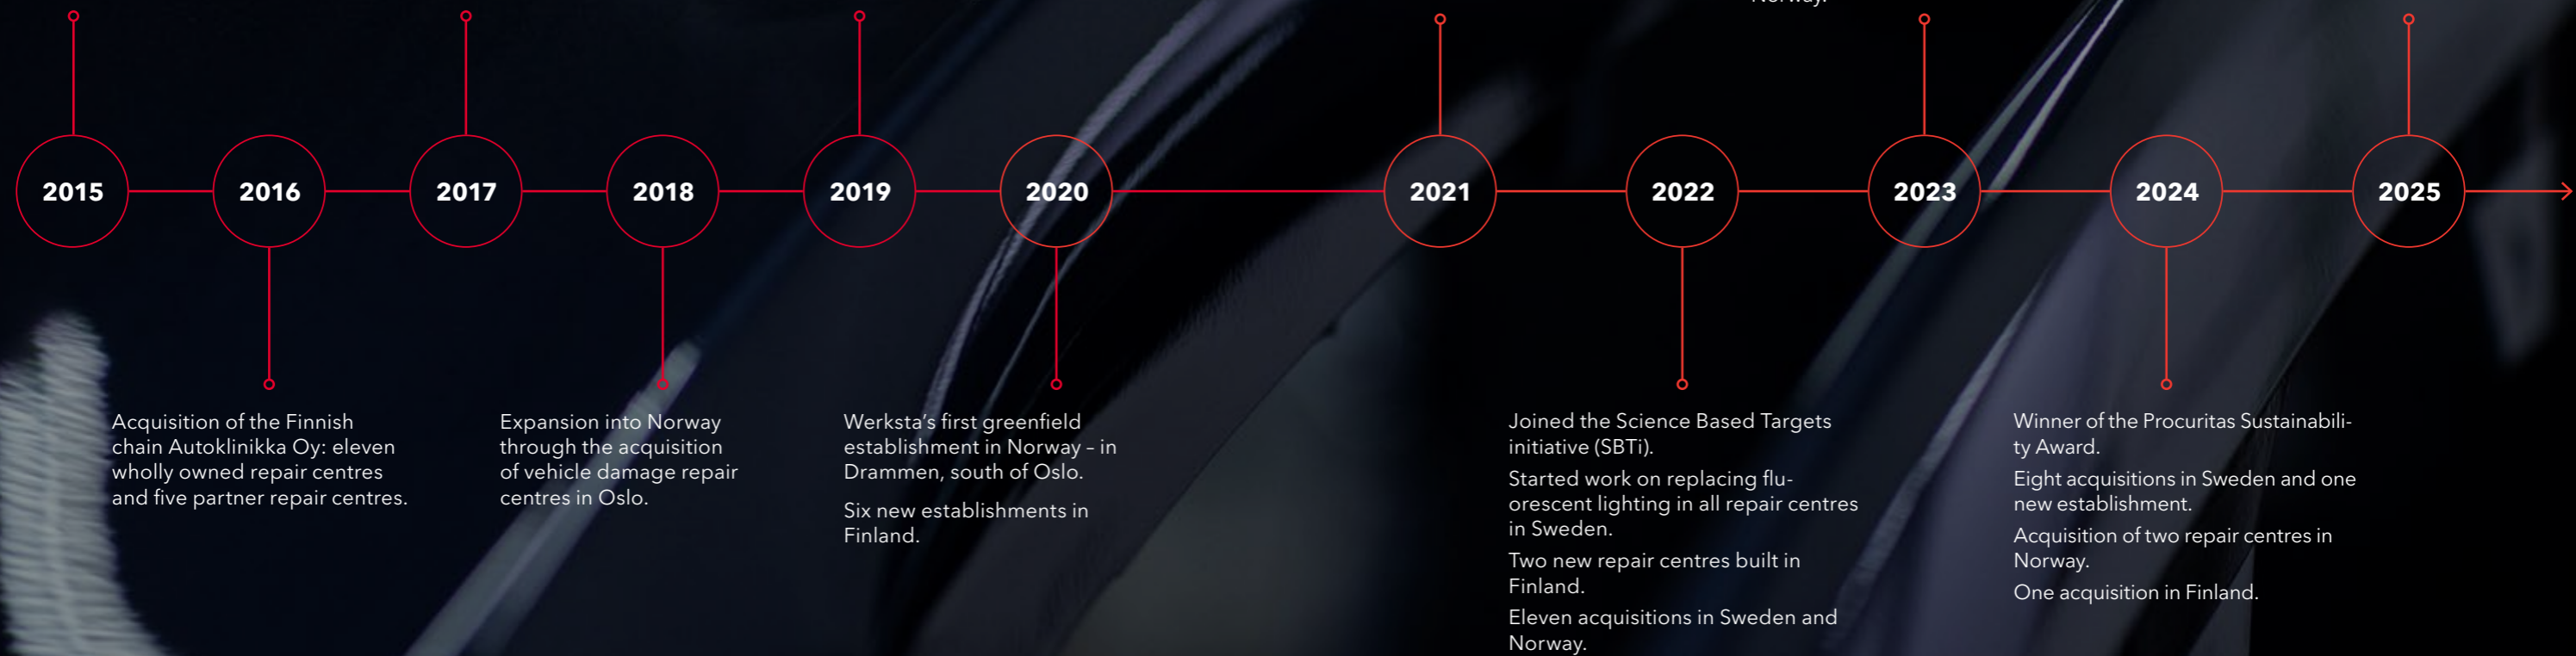 2015
2016
2017
2018
2019
2020
2021
2022
2023
2024
2025
Acquisition of the Finnish
chain Autoklinikka Oy: eleven
wholly owned repair centres
and five partner repair centres.
Expansion into Norway
through the acquisition
of vehicle damage repair
centres in Oslo.
Werksta’s first greenfield
establishment in Norway – in
Drammen, south of Oslo.
Six new establishments in
Finland.
Joined the Science Based Targets
initiative (SBTi).
Started work on replacing flu-
orescent lighting in all repair centres
in Sweden.
Two new repair centres built in
Finland.
Eleven acquisitions in Sweden and
Norway.
Winner of the Procuritas Sustainabili-
ty Award.
Eight acquisitions in Sweden and one
new establishment.
Acquisition of two repair centres in
Norway.
One acquisition in Finland.